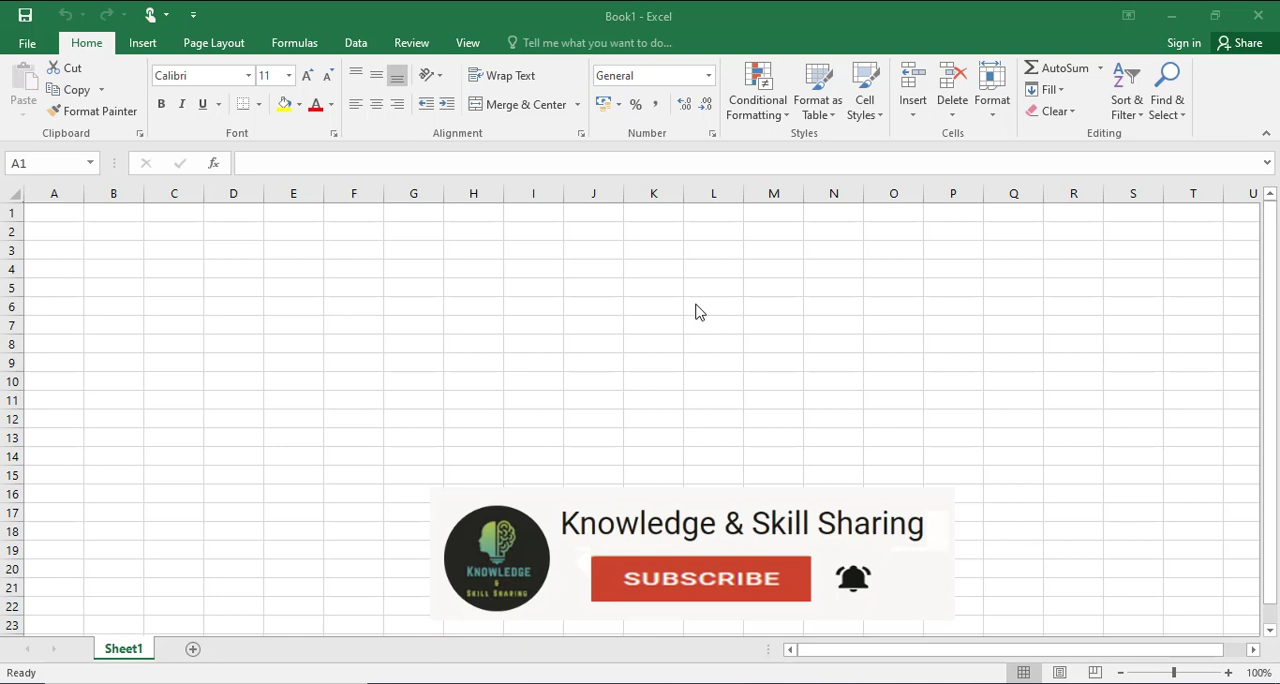 Book1 - Excel
File Home Insert Page Layout Formulas Data Review View Tell me what you want to do... Sign in Share
Paste
Cut
Copy
Format Painter
Clipboard
Calibri 11
B I U A
Font
Wrap Text
Merge & Center
Alignment
General
% ,
Number
Conditional Formatting
Format as Table
Cell Styles
Styles
Insert
Delete
Format
Cells
AutoSum
Fill
Clear
Sort & Filter
Find & Select
Editing
A1 fx
A B C D E F G H I J K L M N O P Q R S T U
1
2
3
4
5
6
7
8
9
10
11
12
13
14
15
16
17
18
19
20
21
22
23
Knowledge & Skill Sharing
KNOWLEDGE
&
SKILL SHARING
SUBSCRIBE
Sheet1
Ready 100%